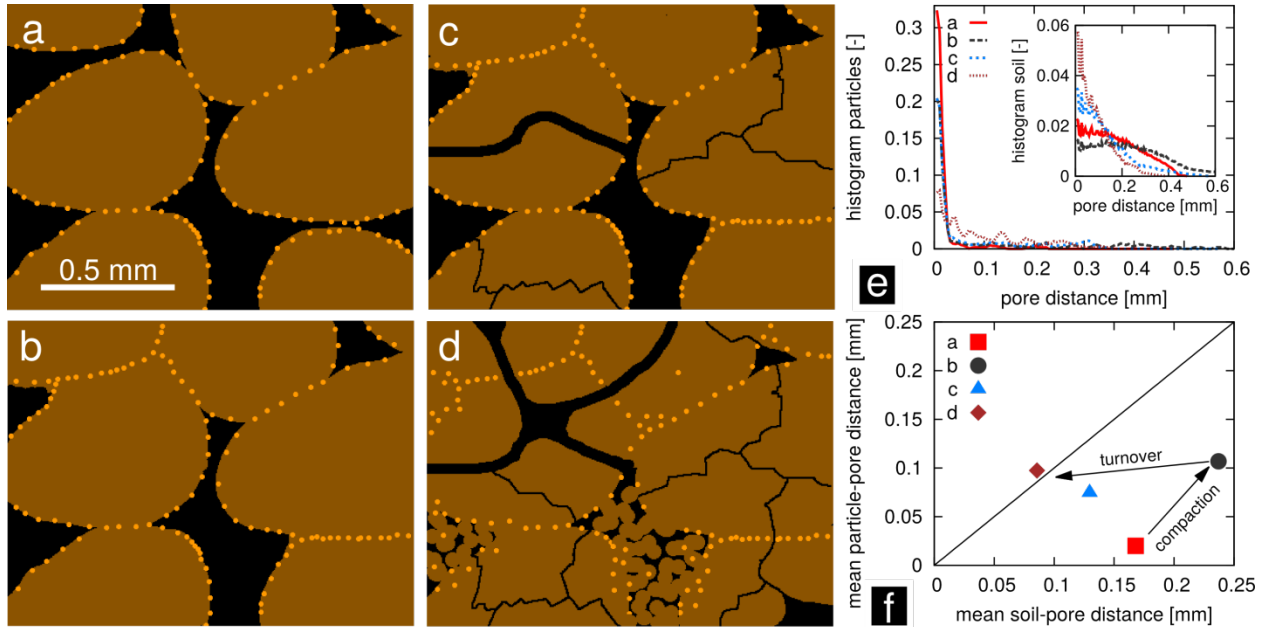 a
0.5 mm
b
c
d
histogram particles [-]
0.3
0.25
0.2
0.15
0.1
0.05
0
a
b
c
d
histogram soil [-]
0.06
0.04
0.02
0
0 0.2 0.4 0.6
pore distance [mm]
0 0.1 0.2 0.3 0.4 0.5 0.6
pore distance [mm]
e
mean particle-pore distance [mm]
0.25
0.20
0.15
0.1
0.05
0
a
b
c
d
turnover
compaction
0 0.05 0.1 0.15 0.2 0.25
mean soil-pore distance [mm]
f